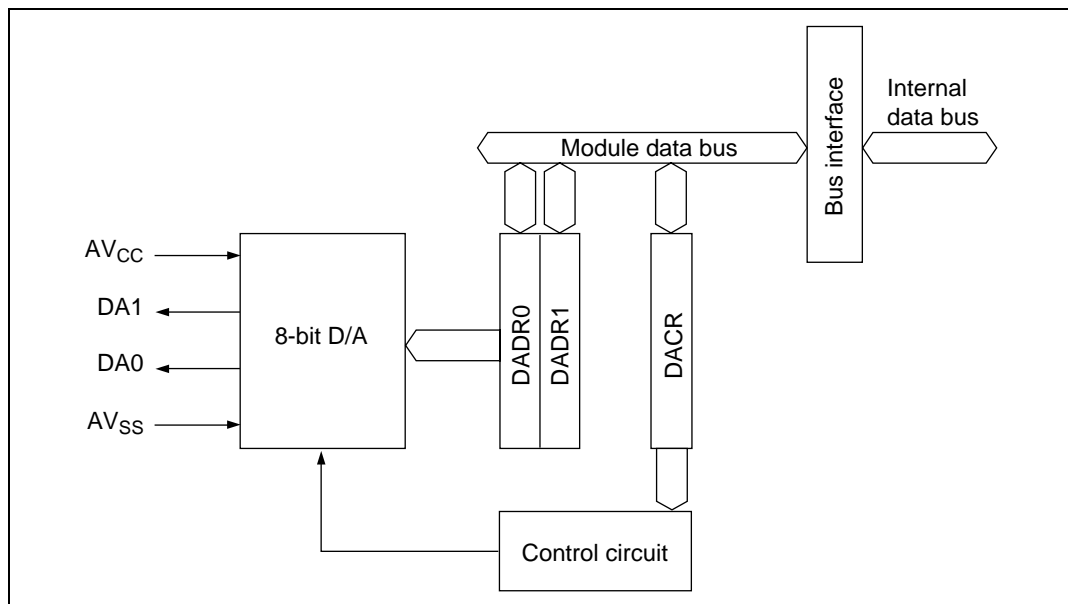 Internal
data bus
Bus interface
Module data bus
AVCC
DA1
DA0
AVSS
8-bit D/A
DADR0
DADR1
DACR
Control circuit